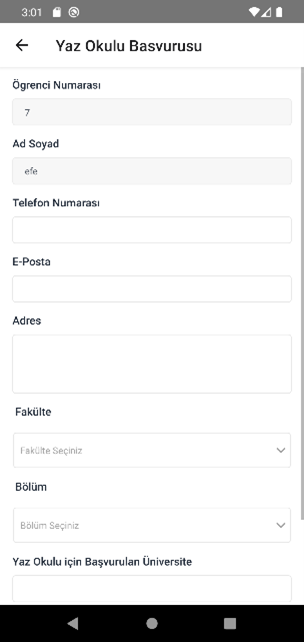 3:01
Yaz Okulu Basvurusu
Ögrenci Numarası
7
Ad Soyad
efe
Telefon Numarası
E-Posta
Adres
Fakülte
Fakülte Seçiniz
Bölüm
Bölüm Seçiniz
Yaz Okulu için Başvurulan Üniversite